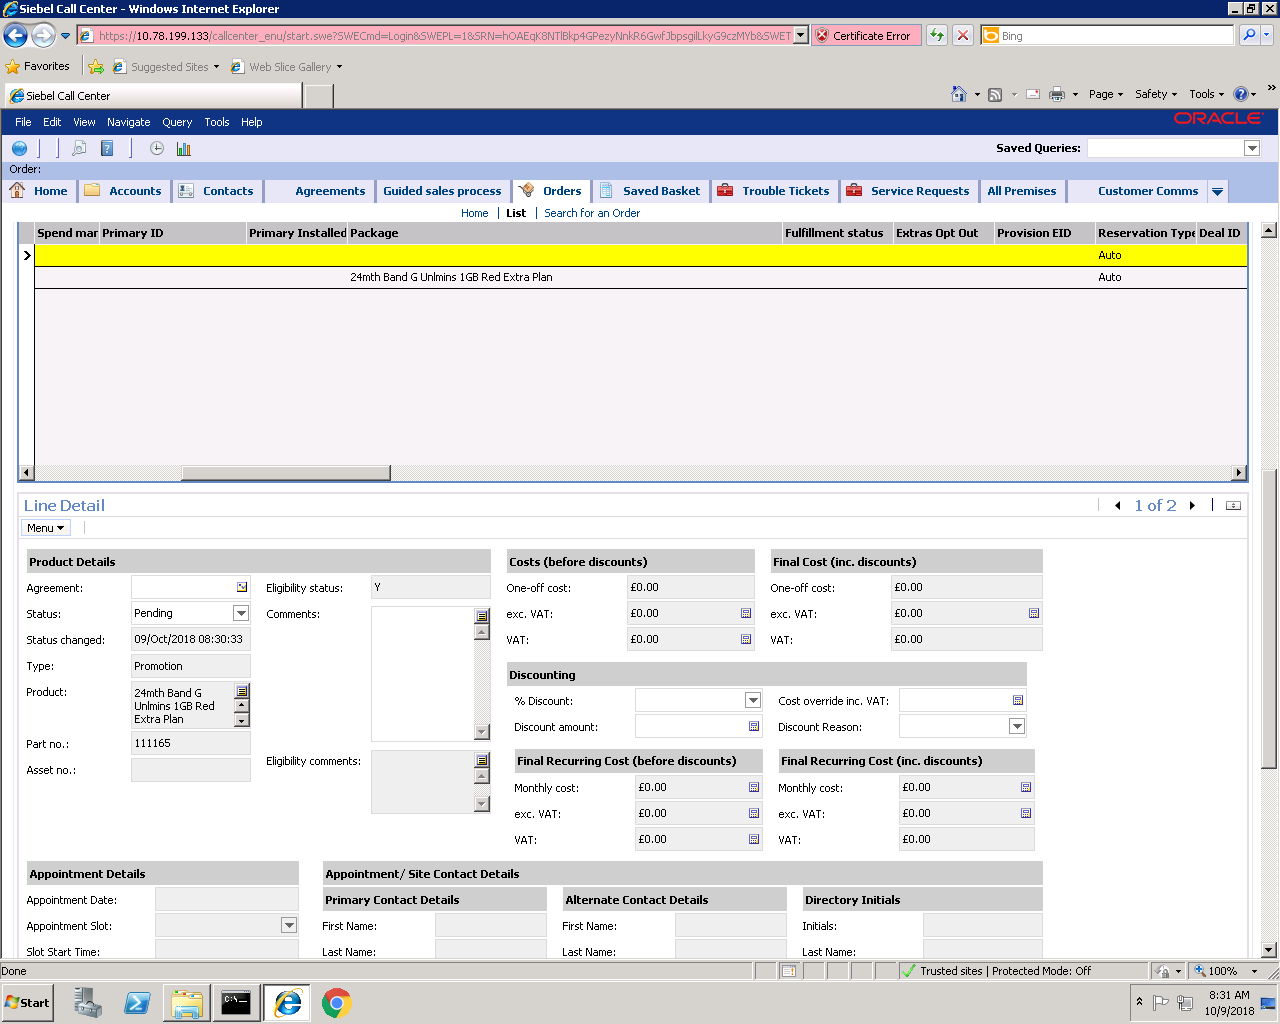 Siebel Call Center - Windows Internet Explorer
https://10.78.199.133/callcenter_enu/start.swe?SWECmd=Login&SWEPL=1&SRN=
Certificate Error
Bing
Favorites
Suggested Sites
Web Slice Gallery
Siebel Call Center
Page
Safety
Tools
File Edit View Navigate Query Tools Help
ORACLE
Saved Queries:
Order:
Home Accounts Contacts Agreements Guided sales process Orders Saved Basket Trouble Tickets Service Requests All Premises Customer Comms
Home | List | Search for an Order
Spend mar Primary ID Primary Installed Package Fulfillment status Extras Opt Out Provision EID Reservation Type Deal ID
Auto
24mth Band G Unlmins 1GB Red Extra Plan Auto
Line Detail
1 of 2
Menu
Product Details
Agreement:
Status: Pending
Status changed: 09/Oct/2018 08:30:33
Type: Promotion
Product: 24mth Band G
Unlmins 1GB Red
Extra Plan
Part no.: 111165
Asset no.:
Eligibility status: Y
Comments:
Eligibility comments:
Costs (before discounts)
One-off cost: £0.00
exc. VAT: £0.00
VAT: £0.00
Final Cost (inc. discounts)
One-off cost: £0.00
exc. VAT: £0.00
VAT: £0.00
Discounting
% Discount:
Cost override inc. VAT:
Discount amount:
Discount Reason:
Final Recurring Cost (before discounts)
Monthly cost: £0.00
exc. VAT: £0.00
VAT: £0.00
Final Recurring Cost (inc. discounts)
Monthly cost: £0.00
exc. VAT: £0.00
VAT: £0.00
Appointment Details
Appointment Date:
Appointment Slot:
Slot Start Time:
Appointment/ Site Contact Details
Primary Contact Details
First Name:
Last Name:
Alternate Contact Details
First Name:
Last Name:
Directory Initials
Initials:
Last Name:
Done
Trusted sites | Protected Mode: Off
100%
Start
C:\
8:31 AM
10/9/2018